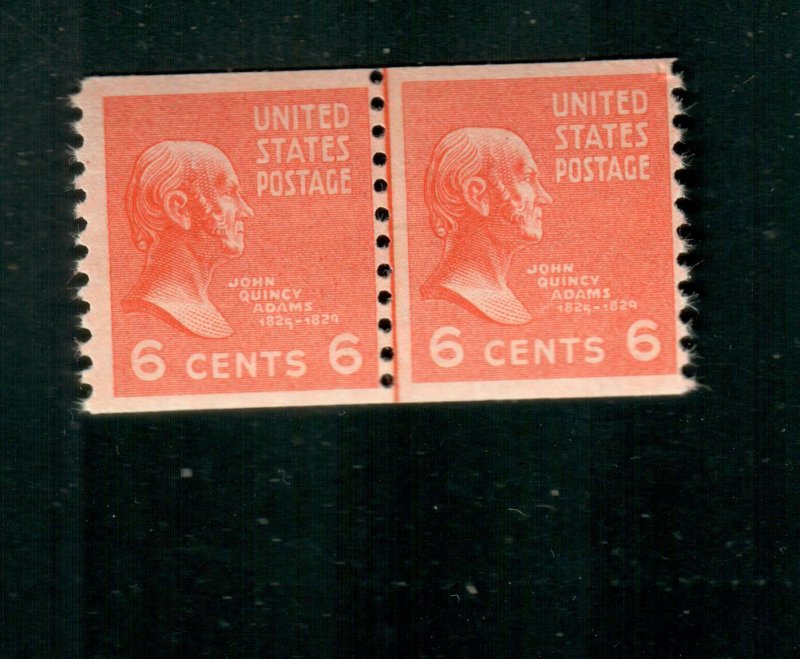 UNITED
STATES
POSTAGE
JOHN
QUINCY
ADAMS
1825-1829
6 CENTS 6
UNITED
STATES
POSTAGE
JOHN
QUINCY
ADAMS
1825-1829
6 CENTS 6